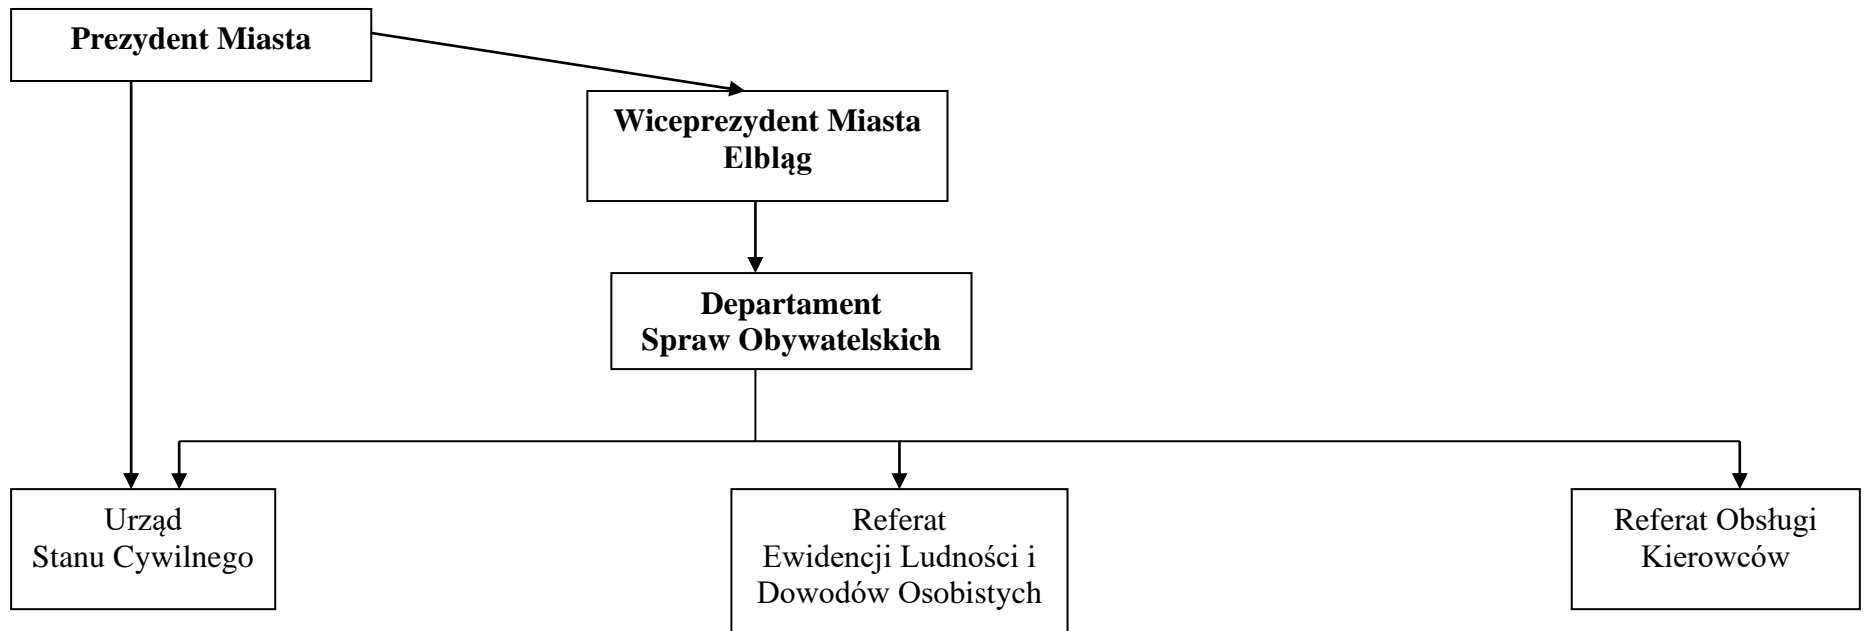 Prezydent Miasta
Wiceprezydent Miasta
Elbląg
Departament
Spraw Obywatelskich
Urząd
Stanu Cywilnego
Referat
Ewidencji Ludności i
Dowodów Osobistych
Referat Obsługi
Kierowców